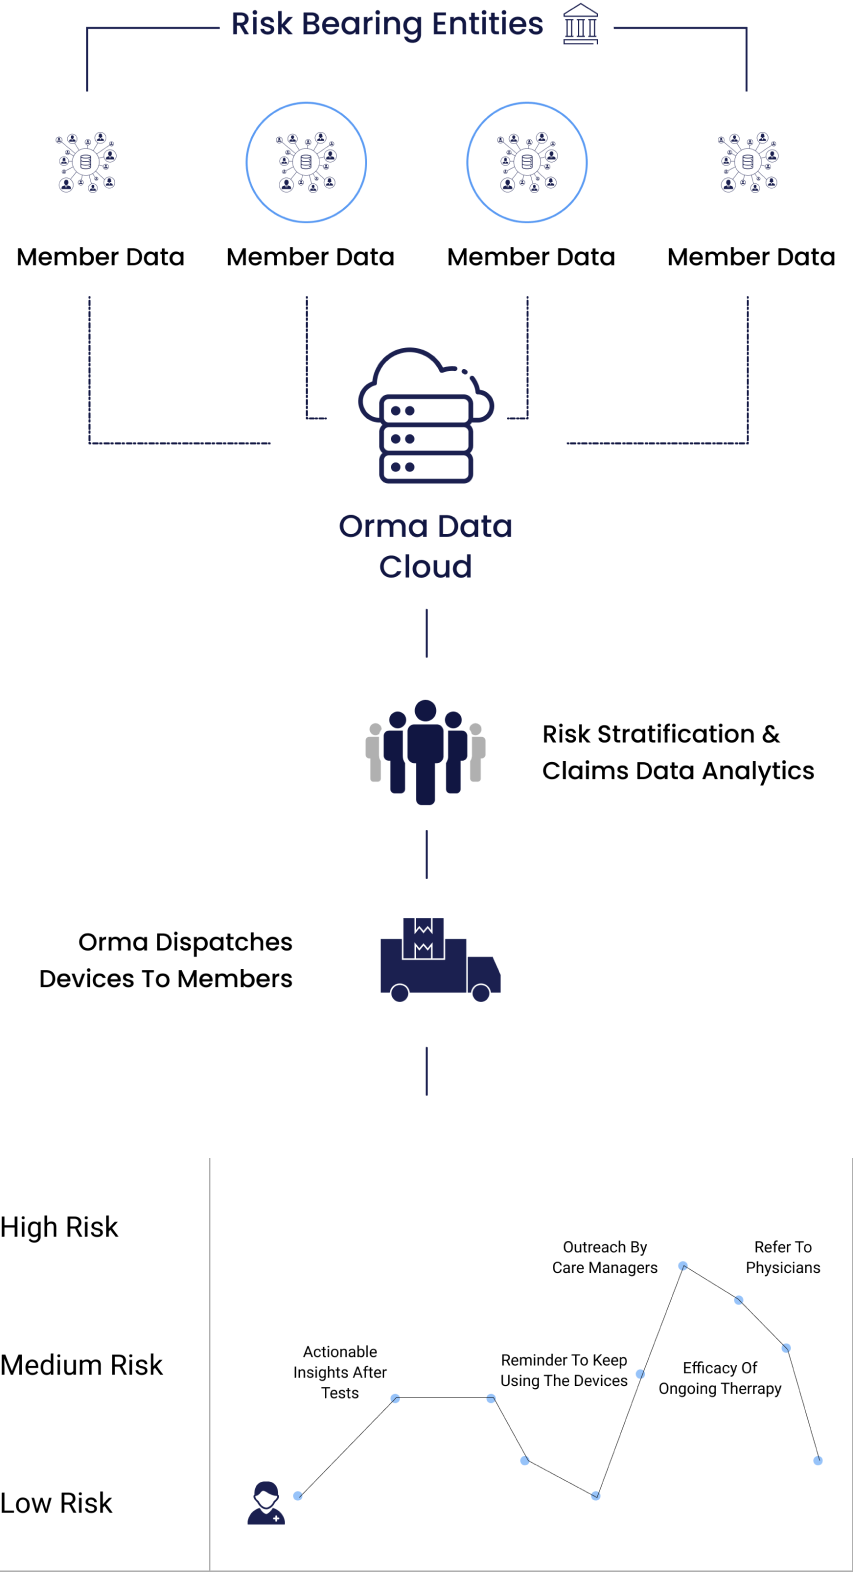 Risk Bearing Entities
Member Data
Member Data
Member Data
Member Data
Orma Data
Cloud
Risk Stratification &
Claims Data Analytics
Orma Dispatches
Devices To Members
High Risk
Outreach By
Care Managers
Refer To
Physicians
Medium Risk
Actionable
Insights After
Tests
Reminder To Keep
Using The Devices
Efficacy Of
Ongoing Therrapy
Low Risk